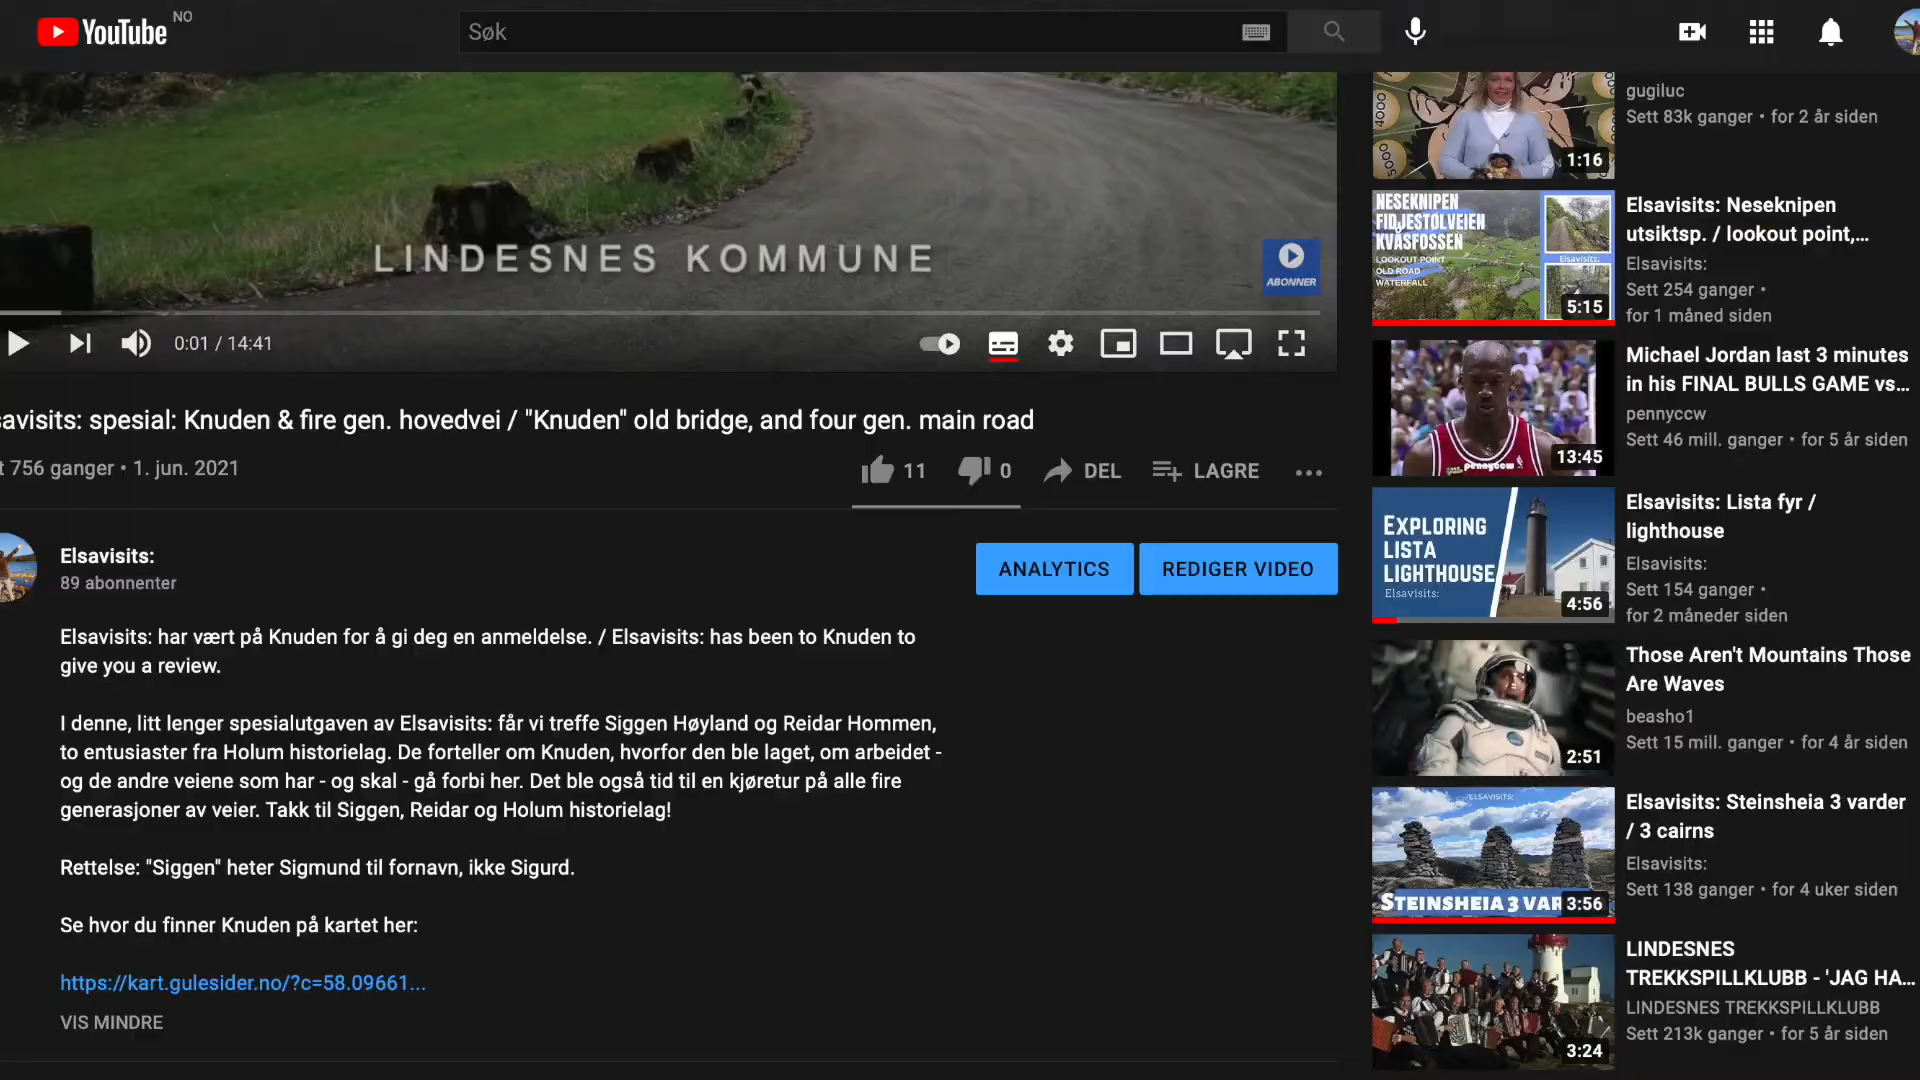 YouTube NO
Søk
LINDESNES KOMMUNE
ABONNER
0:01 / 14:41
savisits: spesial: Knuden & fire gen. hovedvei / "Knuden" old bridge, and four gen. main road
t 756 ganger • 1. jun. 2021
11
0
DEL
LAGRE
Elsavisits:
89 abonnenter
ANALYTICS
REDIGER VIDEO
Elsavisits: har vært på Knuden for å gi deg en anmeldelse. / Elsavisits: has been to Knuden to
give you a review.
I denne, litt lenger spesialutgaven av Elsavisits: får vi treffe Siggen Høyland og Reidar Hommen,
to entusiaster fra Holum historielag. De forteller om Knuden, hvorfor den ble laget, om arbeidet -
og de andre veiene som har - og skal - gå forbi her. Det ble også tid til en kjøretur på alle fire
generasjoner av veier. Takk til Siggen, Reidar og Holum historielag!
Rettelse: "Siggen" heter Sigmund til fornavn, ikke Sigurd.
Se hvor du finner Knuden på kartet her:
https://kart.gulesider.no/?c=58.09661...
VIS MINDRE
4000
5000
1:16
gugiluc
Sett 83k ganger • for 2 år siden
NESEKNIPEN
FIDJESTØLVEIEN
KVÅSFOSSEN
LOOKOUT POINT
OLD ROAD
WATERFALL
Elsavisits:
5:15
Elsavisits: Neseknipen
utsiktsp. / lookout point,...
Elsavisits:
Sett 254 ganger •
for 1 måned siden
pennyccw
13:45
Michael Jordan last 3 minutes
in his FINAL BULLS GAME vs...
pennyccw
Sett 46 mill. ganger • for 5 år siden
EXPLORING
LISTA
LIGHTHOUSE
Elsavisits:
4:56
Elsavisits: Lista fyr /
lighthouse
Elsavisits:
Sett 154 ganger •
for 2 måneder siden
2:51
Those Aren't Mountains Those
Are Waves
beasho1
Sett 15 mill. ganger • for 4 år siden
ELSAVISITS:
STEINSHEIA 3 VAR
3:56
Elsavisits: Steinsheia 3 varder
/ 3 cairns
Elsavisits:
Sett 138 ganger • for 4 uker siden
3:24
LINDESNES
TREKKSPILLKLUBB - 'JAG HA...
LINDESNES TREKKSPILLKLUBB
Sett 213k ganger • for 5 år siden